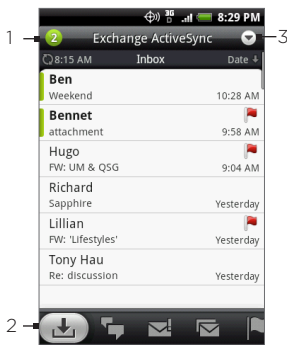 3G 8:29 PM
1 2 Exchange ActiveSync 3
8:15 AM Inbox Date
Ben
Weekend 10:28 AM
Bennet
attachment 9:58 AM
Hugo
FW: UM & QSG 9:04 AM
Richard
Sapphire Yesterday
Lillian
FW: 'Lifestyles' Yesterday
Tony Hau
Re: discussion Yesterday
2